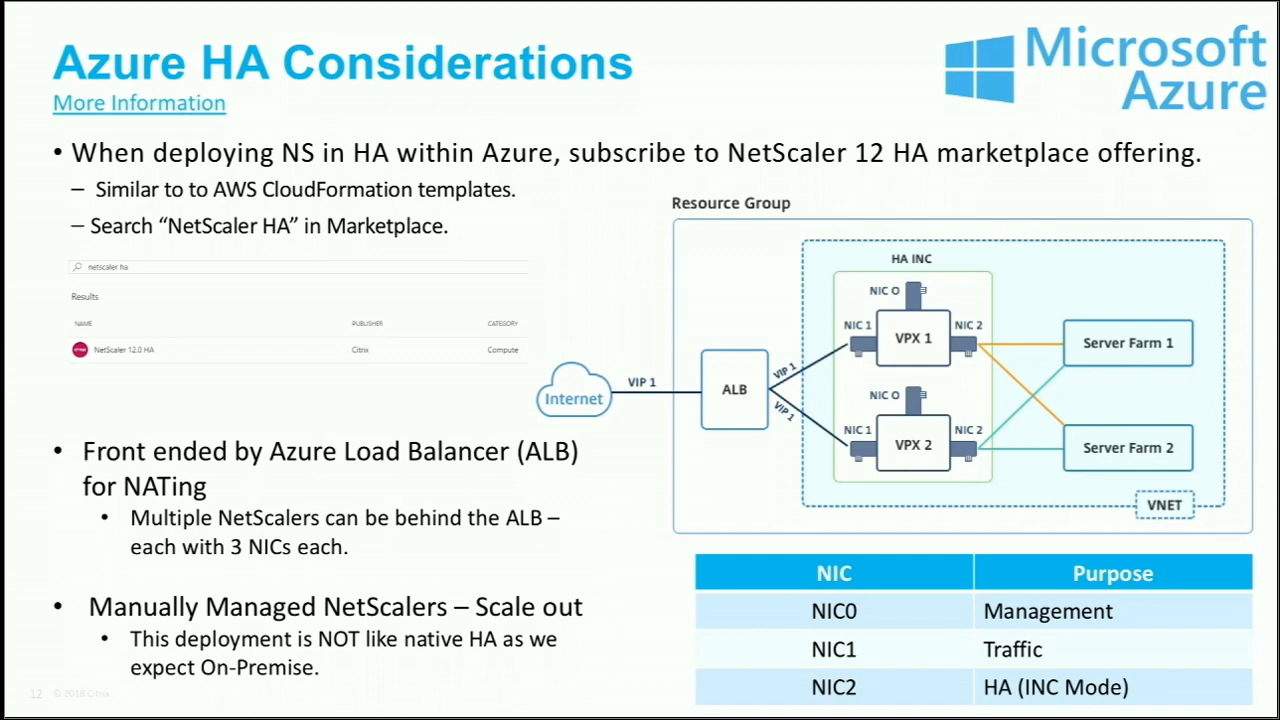 Azure HA Considerations
More Information
Microsoft
Azure
• When deploying NS in HA within Azure, subscribe to NetScaler 12 HA marketplace offering.
– Similar to to AWS CloudFormation templates.
– Search “NetScaler HA” in Marketplace.
netscaler ha
Results
NAME PUBLISHER CATEGORY
NetScaler 12.0 HA Citrix Compute
• Front ended by Azure Load Balancer (ALB)
for NATing
• Multiple NetScalers can be behind the ALB –
each with 3 NICs each.
• Manually Managed NetScalers – Scale out
• This deployment is NOT like native HA as we
expect On-Premise.
Resource Group
HA INC
NIC O
NIC 1 VPX 1 NIC 2
Server Farm 1
Internet
VIP 1
ALB
VIP 1
VIP 1
NIC O
NIC 1 VPX 2 NIC 2
Server Farm 2
VNET
NIC Purpose
NIC0 Management
NIC1 Traffic
NIC2 HA (INC Mode)
12 © 2018 Citrix